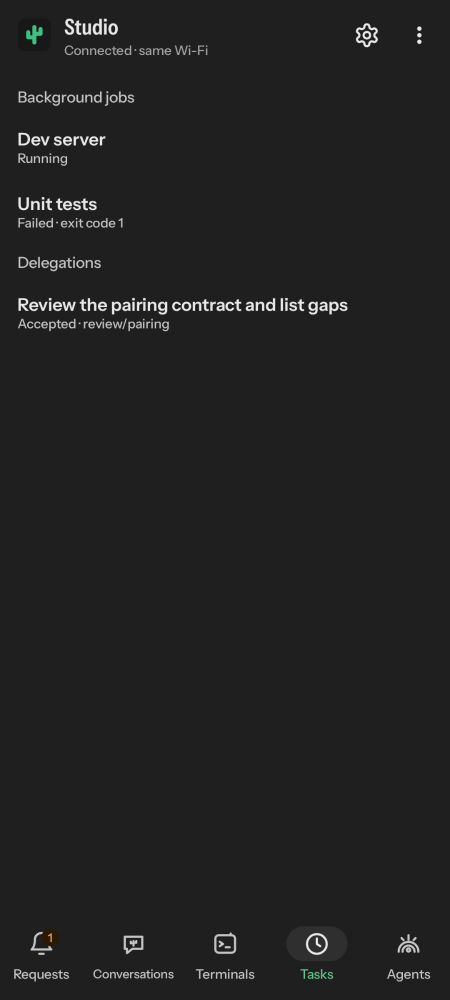 Studio
Connected · same Wi-Fi
Background jobs
Dev server
Running
Unit tests
Failed · exit code 1
Delegations
Review the pairing contract and list gaps
Accepted · review/pairing
1
Requests
Conversations
Terminals
Tasks
Agents